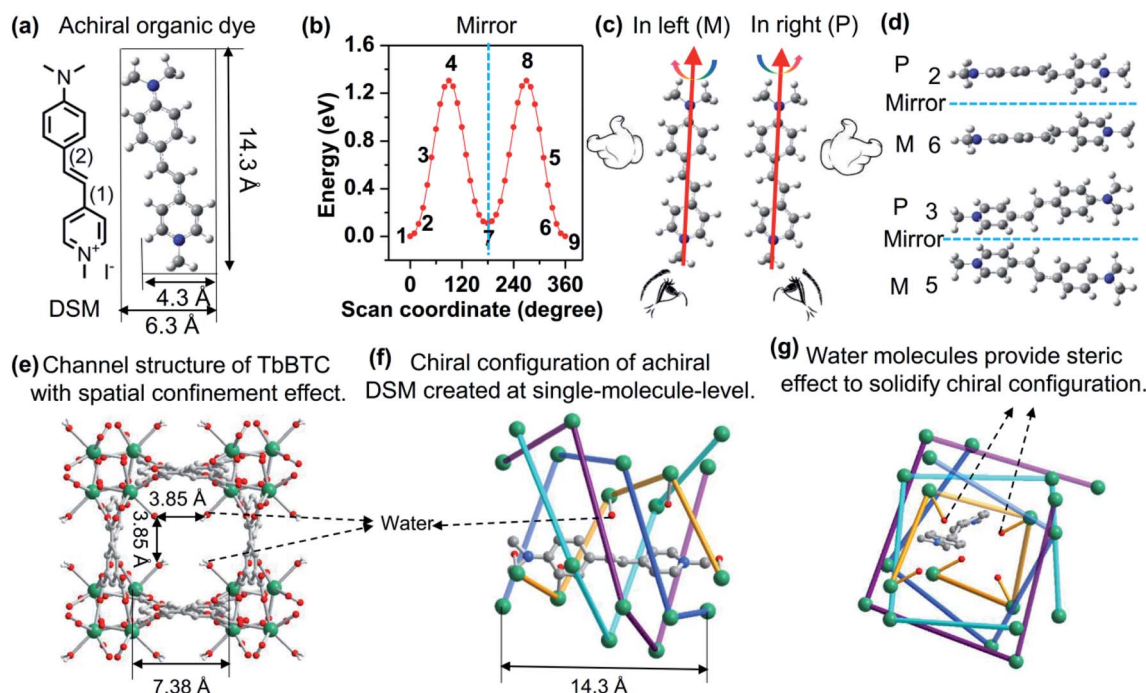 (a) Achiral organic dye
N
(2)
(1)
N+
I-
DSM
14.3 Å
4.3 Å
6.3 Å
(b) Mirror
Energy (eV)
1.6
1.2
0.8
0.4
0.0
1 2 3 4 5 6 7 8 9
0 90 180 270 360
Scan coordinate (degree)
(c) In left (M) In right (P)
(d)
P 2
Mirror
M 6
P 3
Mirror
M 5
(e) Channel structure of TbBTC
with spatial confinement effect.
3.85 Å
3.85 Å
7.38 Å
Water
(f) Chiral configuration of achiral
DSM created at single-molecule-level.
14.3 Å
(g) Water molecules provide steric
effect to solidify chiral configuration.